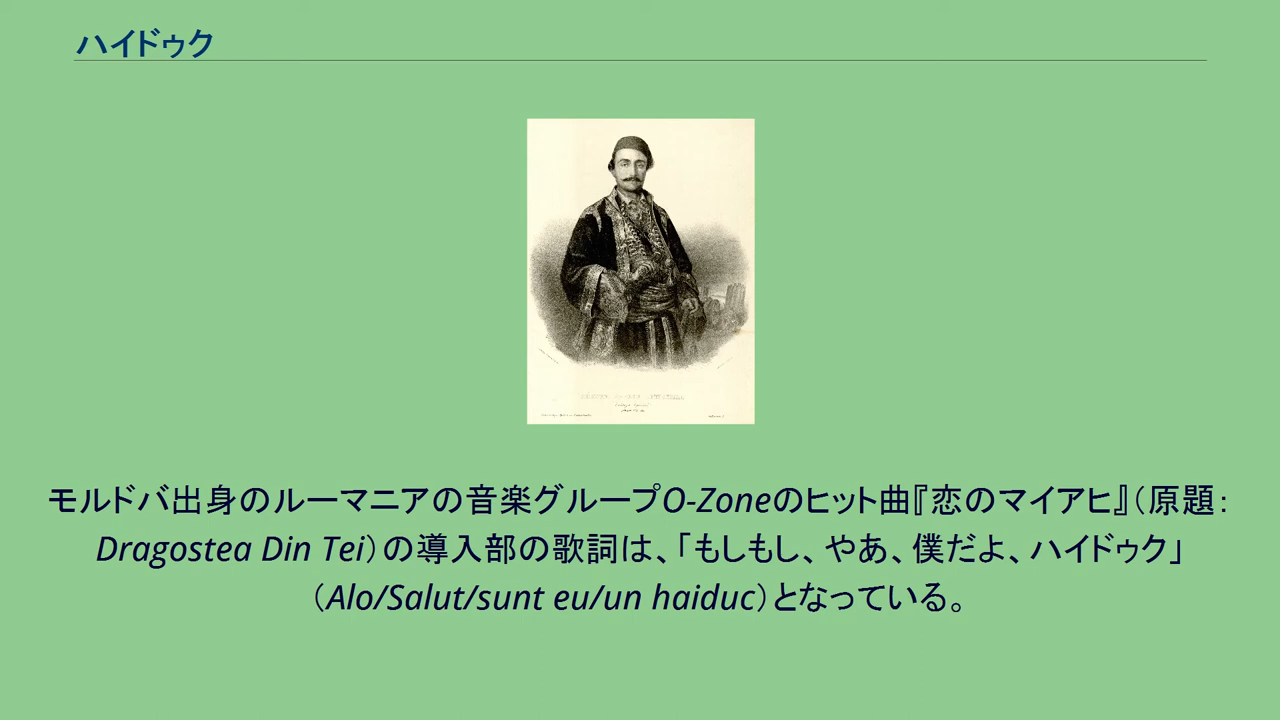 ハイドゥク
モルドバ出身のルーマニアの音楽グループO-Zoneのヒット曲『恋のマイアヒ』（原題：
Dragostea Din Tei）の導入部の歌詞は、「もしもし、やあ、僕だよ、ハイドゥク」
（Alo/Salut/sunt eu/un haiduc）となっている。